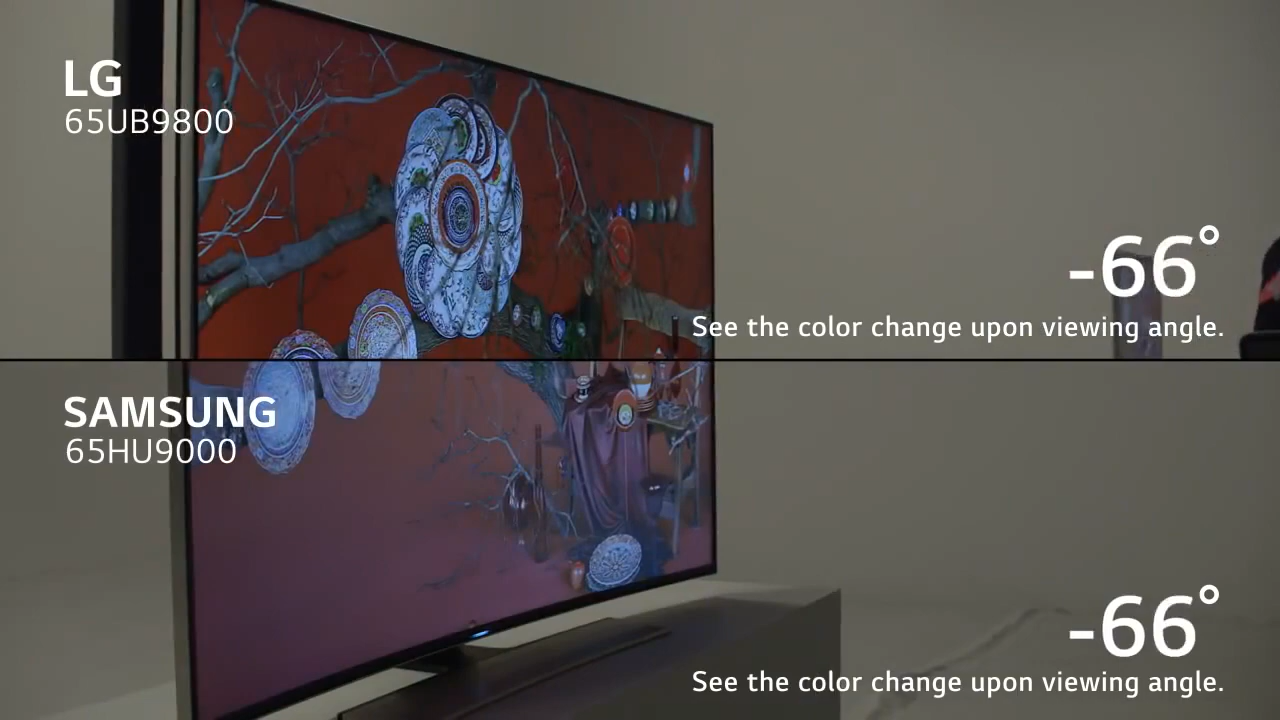 LG
65UB9800
-66°
See the color change upon viewing angle.
SAMSUNG
65HU9000
-66°
See the color change upon viewing angle.